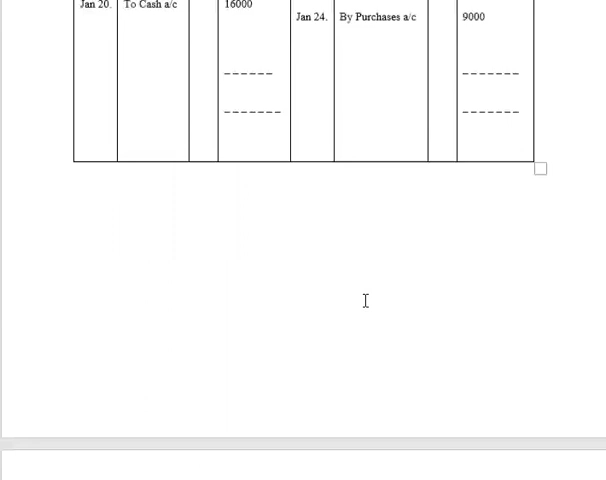 Jan 20. To Cash a/c 16000
Jan 24. By Purchases a/c 9000
------ -------
------- -------